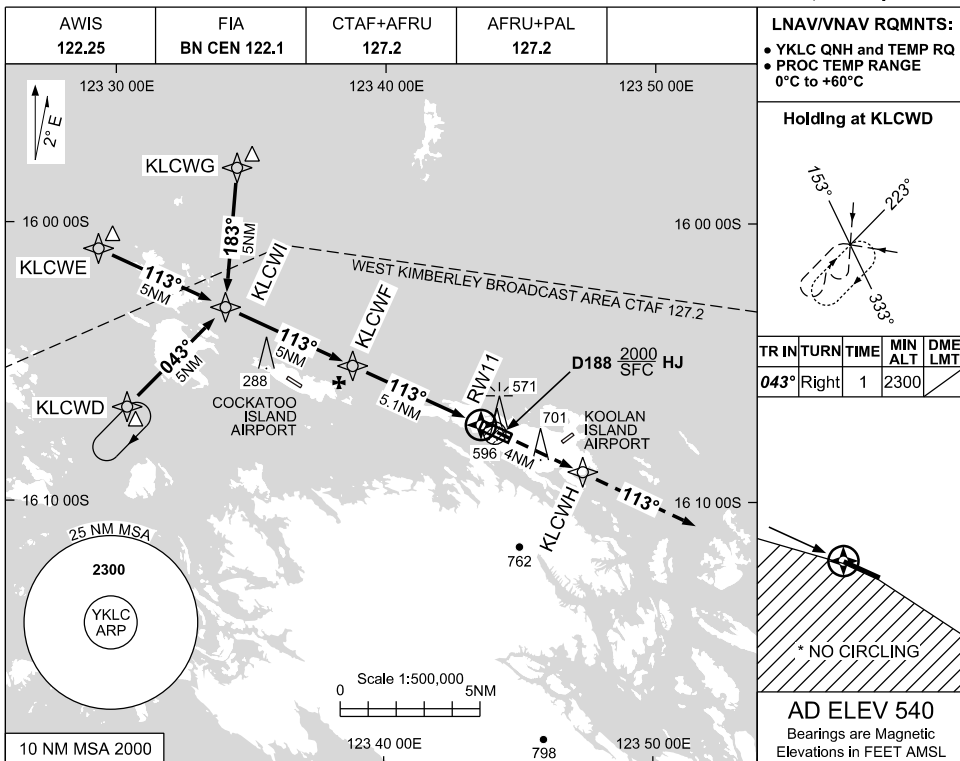 AWIS
122.25
FIA
BN CEN 122.1
CTAF+AFRU
127.2
AFRU+PAL
127.2
LNAV/VNAV RQMNTS:
• YKLC QNH and TEMP RQ
• PROC TEMP RANGE
0°C to +60°C
123 30 00E
123 40 00E
123 50 00E
2° E
KLCWG
16 00 00S
16 00 00S
183°
5NM
KLCWE
113°
5NM
KLCWI
WEST KIMBERLEY BROADCAST AREA CTAF 127.2
KLCWF
113°
5NM
043°
5NM
KLCWD
288
COCKATOO
ISLAND
AIRPORT
113°
5.1NM
RW11
D188 2000 HJ
SFC
571
701
KOOLAN
ISLAND
AIRPORT
596
4NM
KLCWH
113°
16 10 00S
16 10 00S
762
25 NM MSA
2300
YKLC
ARP
Scale 1:500,000
0
5NM
10 NM MSA 2000
123 40 00E
123 50 00E
798
Holding at KLCWD
153°
223°
333°
TR IN TURN TIME MIN ALT DME LMT
043° Right 1 2300
* NO CIRCLING
AD ELEV 540
Bearings are Magnetic
Elevations in FEET AMSL